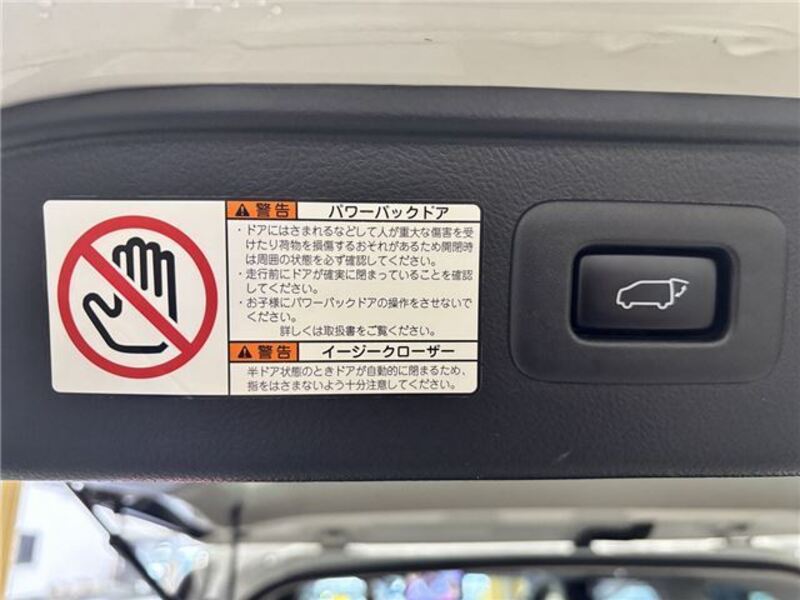 警告 パワーバックドア
・ドアにはさまれるなどして人が重大な傷害を受
けたり荷物を損傷するおそれがあるため開閉時
は周囲の状態を必ず確認してください。
・走行前にドアが確実に閉まっていることを確認
してください。
・お子様にパワーバックドアの操作をさせないで
ください。
詳しくは取扱書をご覧ください。
警告 イージークローザー
半ドア状態のときドアが自動的に閉まるため、
指をはさまないよう十分注意してください。